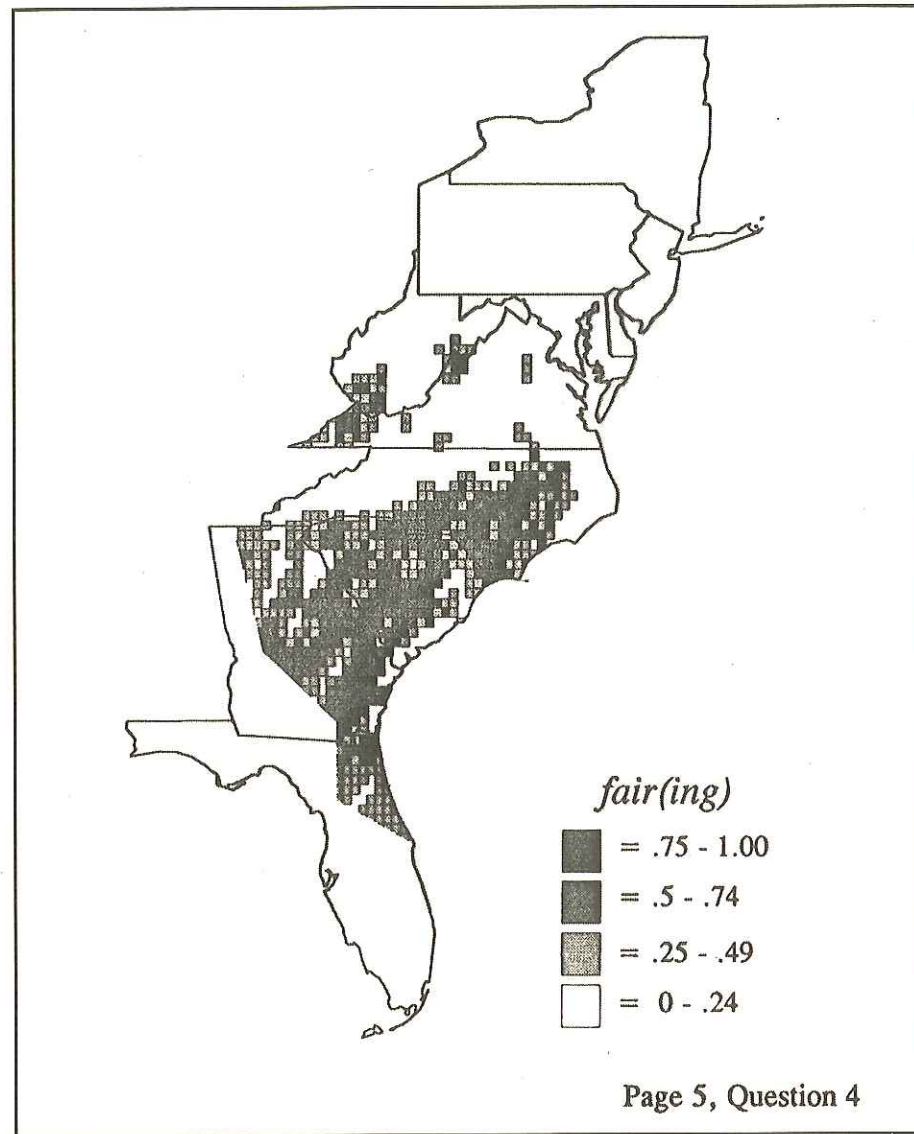 fair(ing)
= .75 - 1.00
= .5 - .74
= .25 - .49
= 0 - .24
Page 5, Question 4